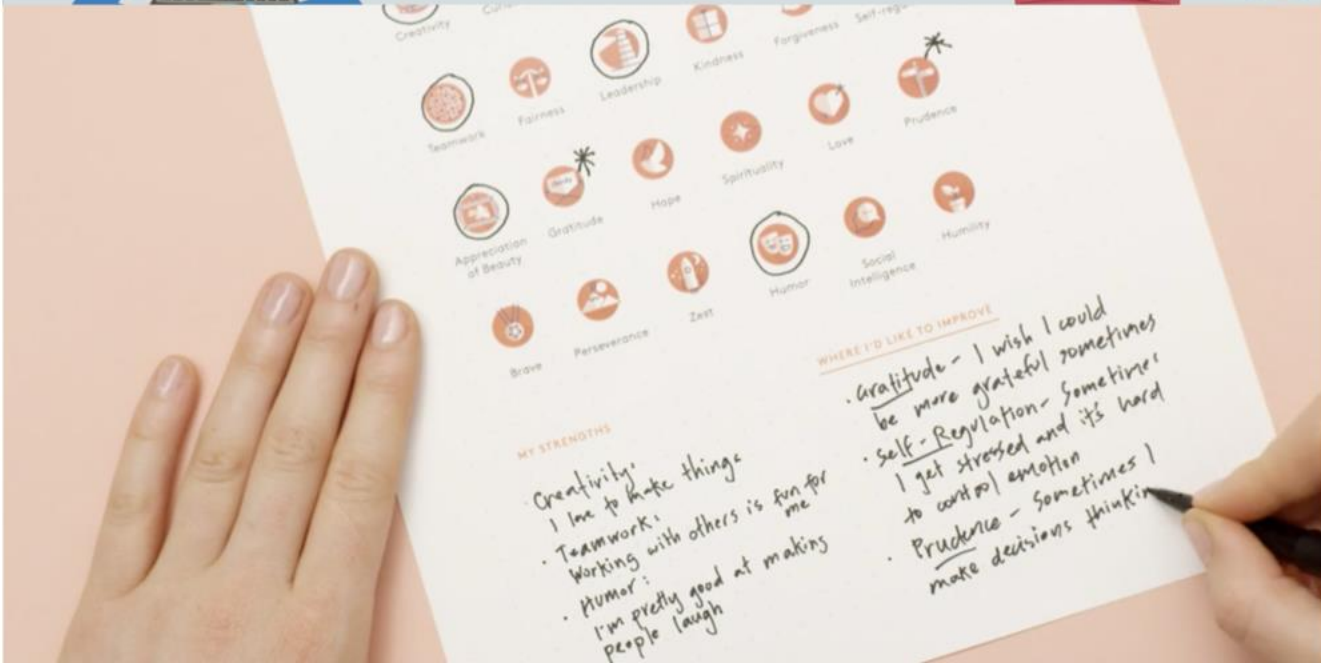 Creativity
Kindness
Forgiveness
Teamwork
Fairness
Leadership
Appreciation
of Beauty
Gratitude
Hope
Spirituality
Love
Prudence
Brave
Perseverance
Zest
Humor
Social
Intelligence
Humility
MY STRENGTHS
Creativity:
I love to make things
• Teamwork:
Working with others is fun for
me
• Humor:
I'm pretty good at making
people laugh
WHERE I'D LIKE TO IMPROVE
• Gratitude - I wish I could
be more grateful sometimes
• Self-Regulation - Sometimes
I get stressed and it's hard
to control emotion
• Prudence - Sometimes I
make decisions thinkin